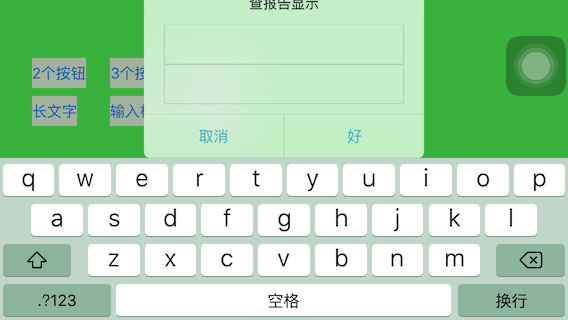 查报告显示
2个按钮 3个按
长文字 输入
取消 好
q w e r t y u i o p
a s d f g h j k l
z x c v b n m
.?123 空格 换行